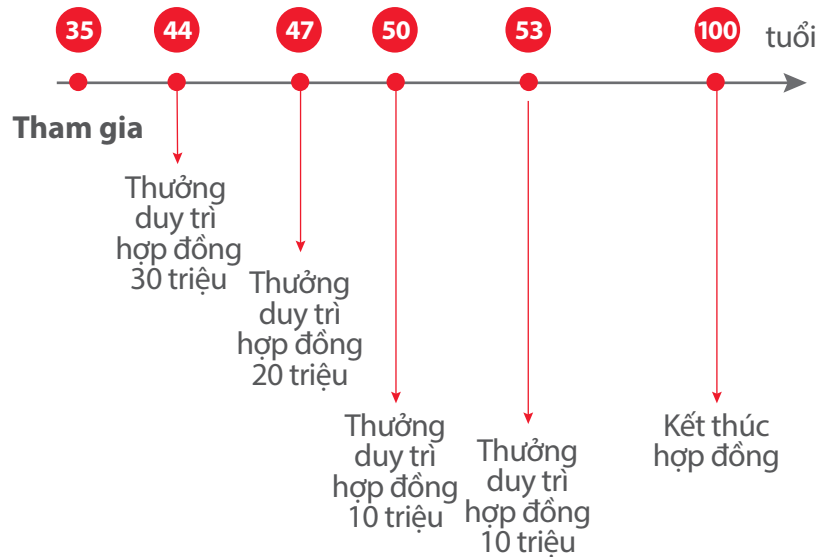 35 44 47 50 53 100 tuổi
Tham gia
Thưởng
duy trì
hợp đồng
30 triệu
Thưởng
duy trì
hợp đồng
20 triệu
Thưởng
duy trì
hợp đồng
10 triệu
Thưởng
duy trì
hợp đồng
10 triệu
Kết thúc
hợp đồng